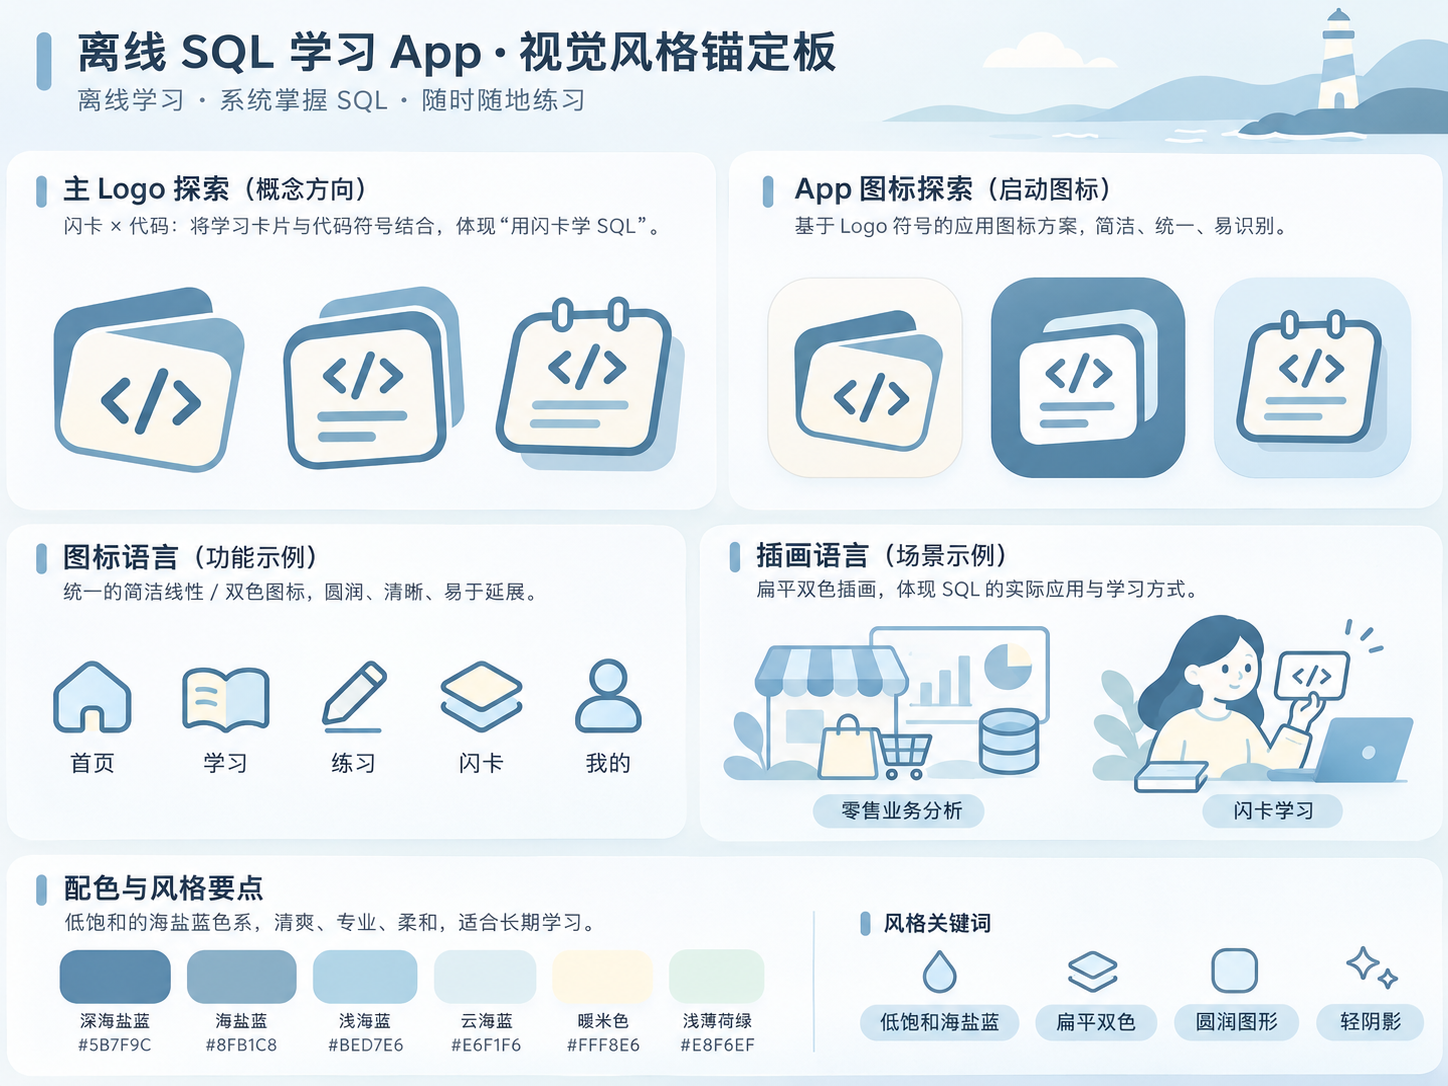 离线 SQL 学习 App · 视觉风格锚定板
离线学习 · 系统掌握 SQL · 随时随地练习
主 Logo 探索（概念方向）
闪卡 × 代码：将学习卡片与代码符号结合，体现“用闪卡学 SQL”。
</>
</>
</>
App 图标探索（启动图标）
基于 Logo 符号的应用图标方案，简洁、统一、易识别。
</>
</>
</>
图标语言（功能示例）
统一的简洁线性 / 双色图标，圆润、清晰、易于延展。
首页
学习
练习
闪卡
我的
插画语言（场景示例）
扁平双色插画，体现 SQL 的实际应用与学习方式。
</>
零售业务分析
闪卡学习
配色与风格要点
低饱和的海盐蓝色系，清爽、专业、柔和，适合长期学习。
深海盐蓝
#5B7F9C
海盐蓝
#8FB1C8
浅海蓝
#BED7E6
云海蓝
#E6F1F6
暖米色
#FFF8E6
浅薄荷绿
#E8F6EF
风格关键词
低饱和海盐蓝
扁平双色
圆润图形
轻阴影